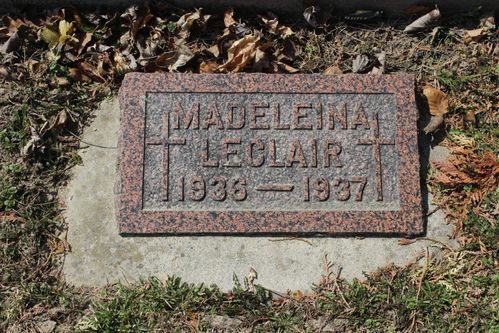 MADELEINA
LECLAIR
1936 — 1937